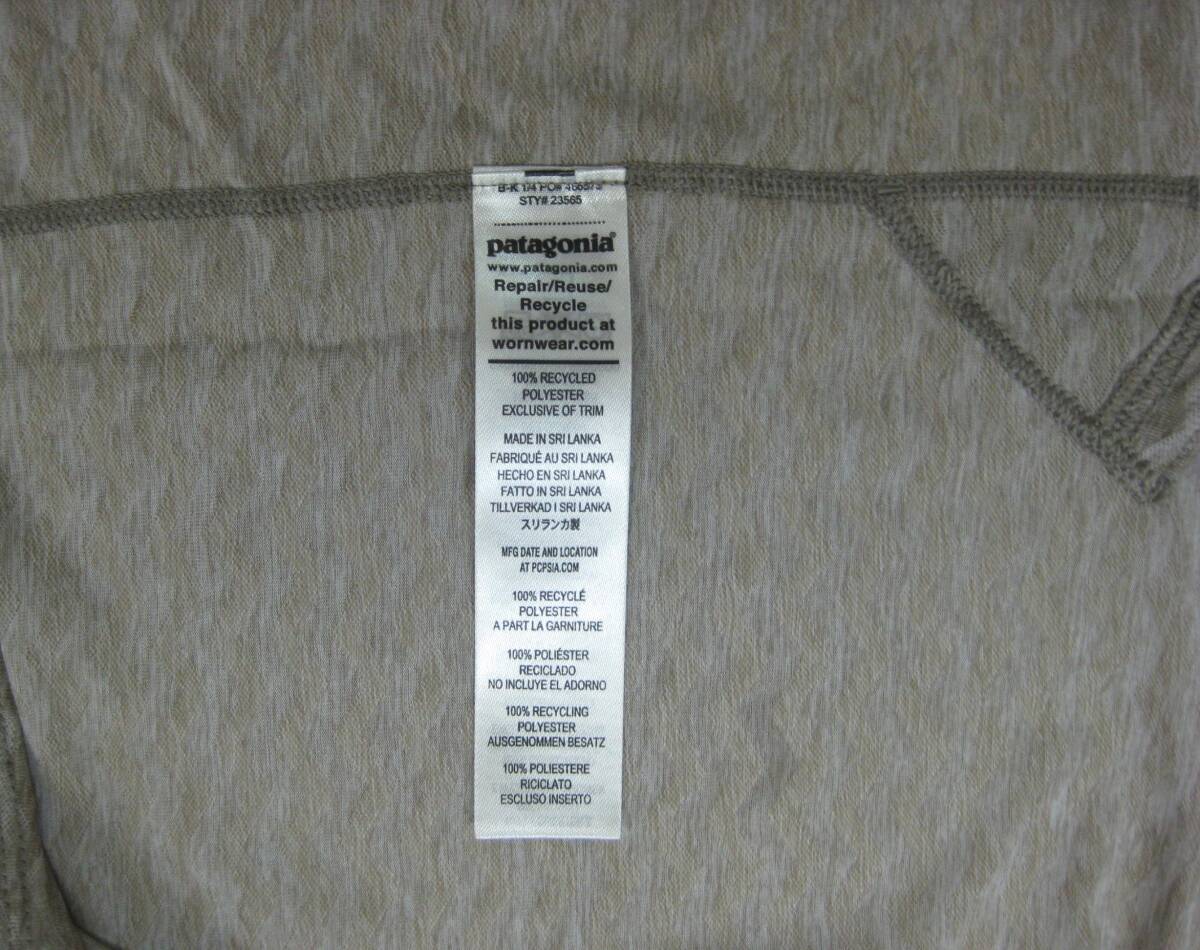 STY# 23565
patagonia®
www.patagonia.com
Repair/Reuse/
Recycle
this product at
wornwear.com
100% RECYCLED
POLYESTER
EXCLUSIVE OF TRIM
MADE IN SRI LANKA
FABRIQUÉ AU SRI LANKA
HECHO EN SRI LANKA
FATTO IN SRI LANKA
TILLVERKAD I SRI LANKA
スリランカ製
MFG DATE AND LOCATION
AT PCPSIA.COM
100% RECYCLÉ
POLYESTER
A PART LA GARNITURE
100% POLIÉSTER
RECICLADO
NO INCLUYE EL ADORNO
100% RECYCLING
POLYESTER
AUSGENOMMEN BESATZ
100% POLIESTERE
RICICLATO
ESCLUSO INSERTO